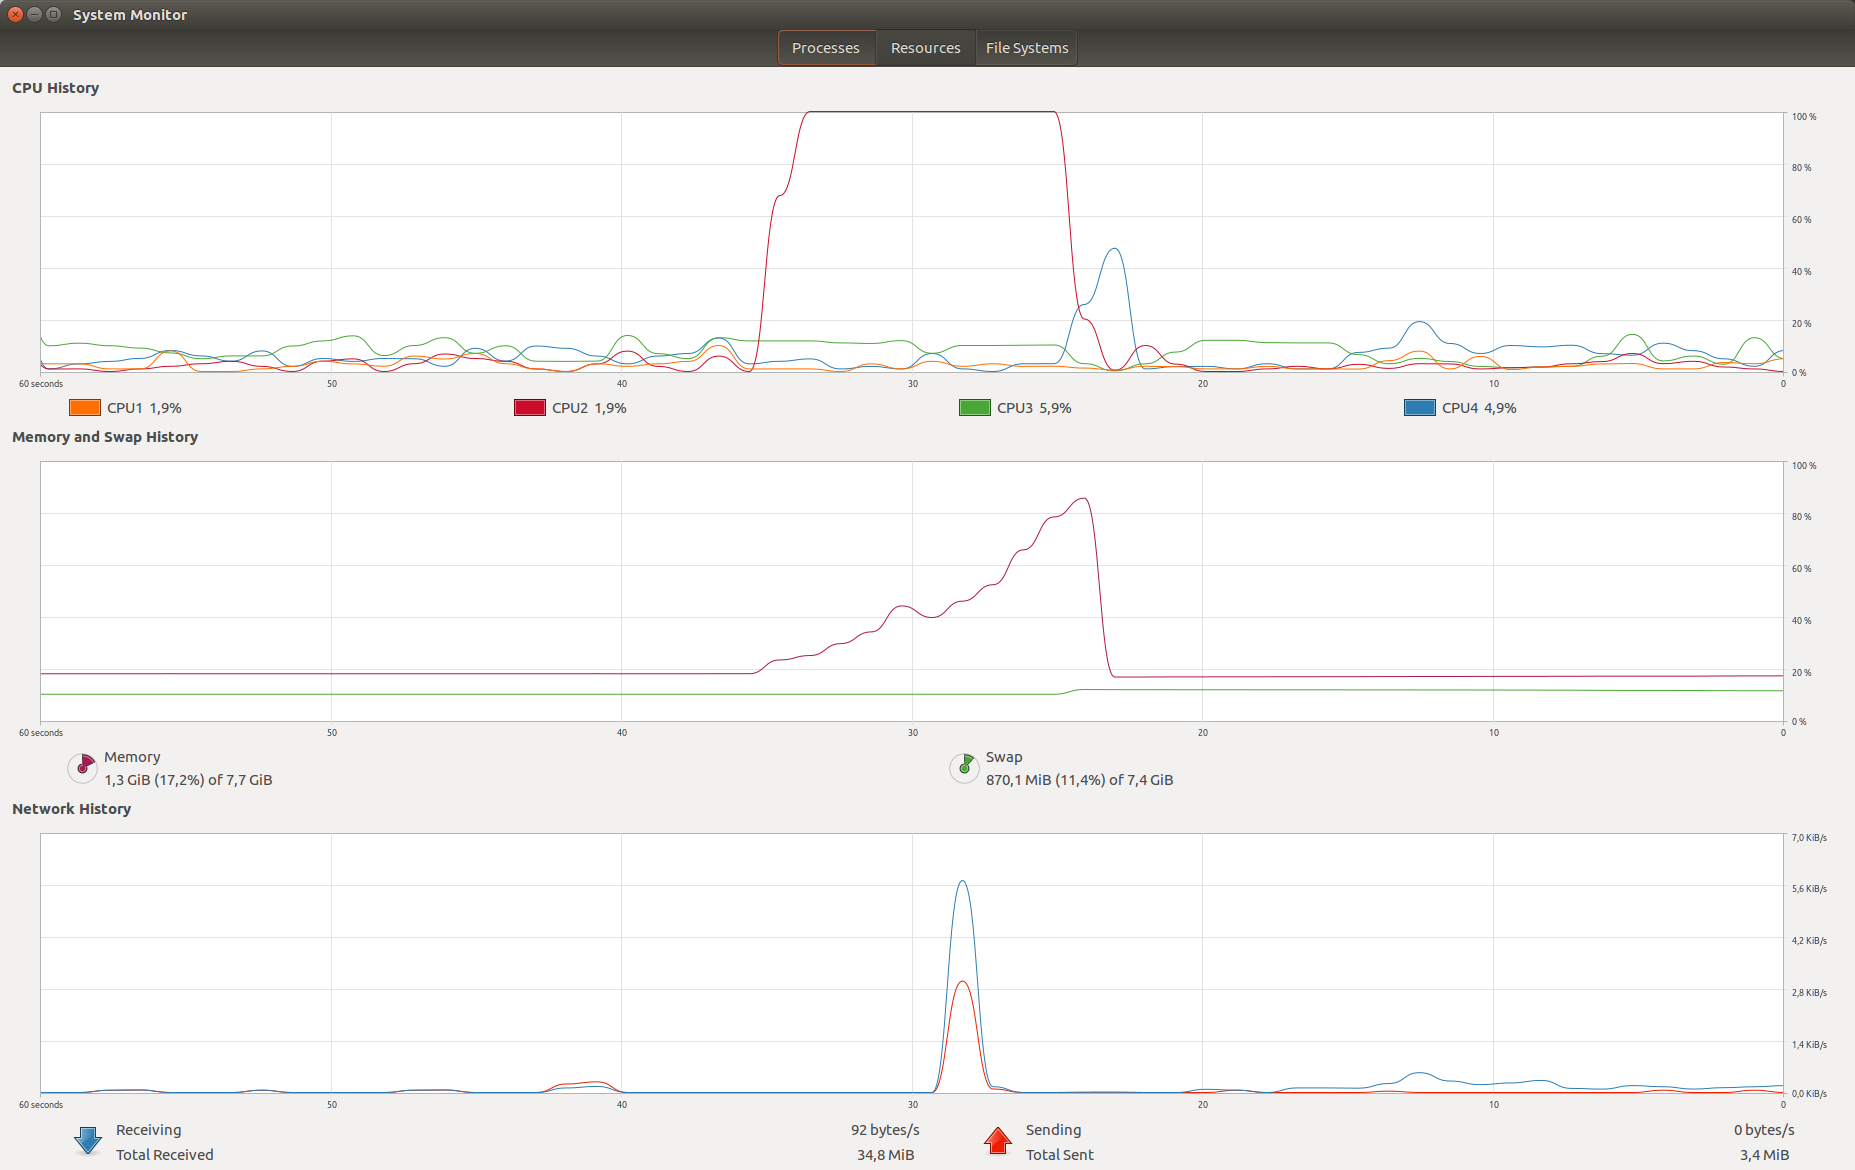 System Monitor
Processes Resources File Systems
CPU History
100 %
80 %
60 %
40 %
20 %
0 %
60 seconds 50 40 30 20 10 0
CPU1 1,9% CPU2 1,9% CPU3 5,9% CPU4 4,9%
Memory and Swap History
100 %
80 %
60 %
40 %
20 %
0 %
60 seconds 50 40 30 20 10 0
Memory Swap
1,3 GiB (17,2%) of 7,7 GiB 870,1 MiB (11,4%) of 7,4 GiB
Network History
7,0 KiB/s
5,6 KiB/s
4,2 KiB/s
2,8 KiB/s
1,4 KiB/s
0,0 KiB/s
60 seconds 50 40 30 20 10 0
Receiving 92 bytes/s Sending 0 bytes/s
Total Received 34,8 MiB Total Sent 3,4 MiB